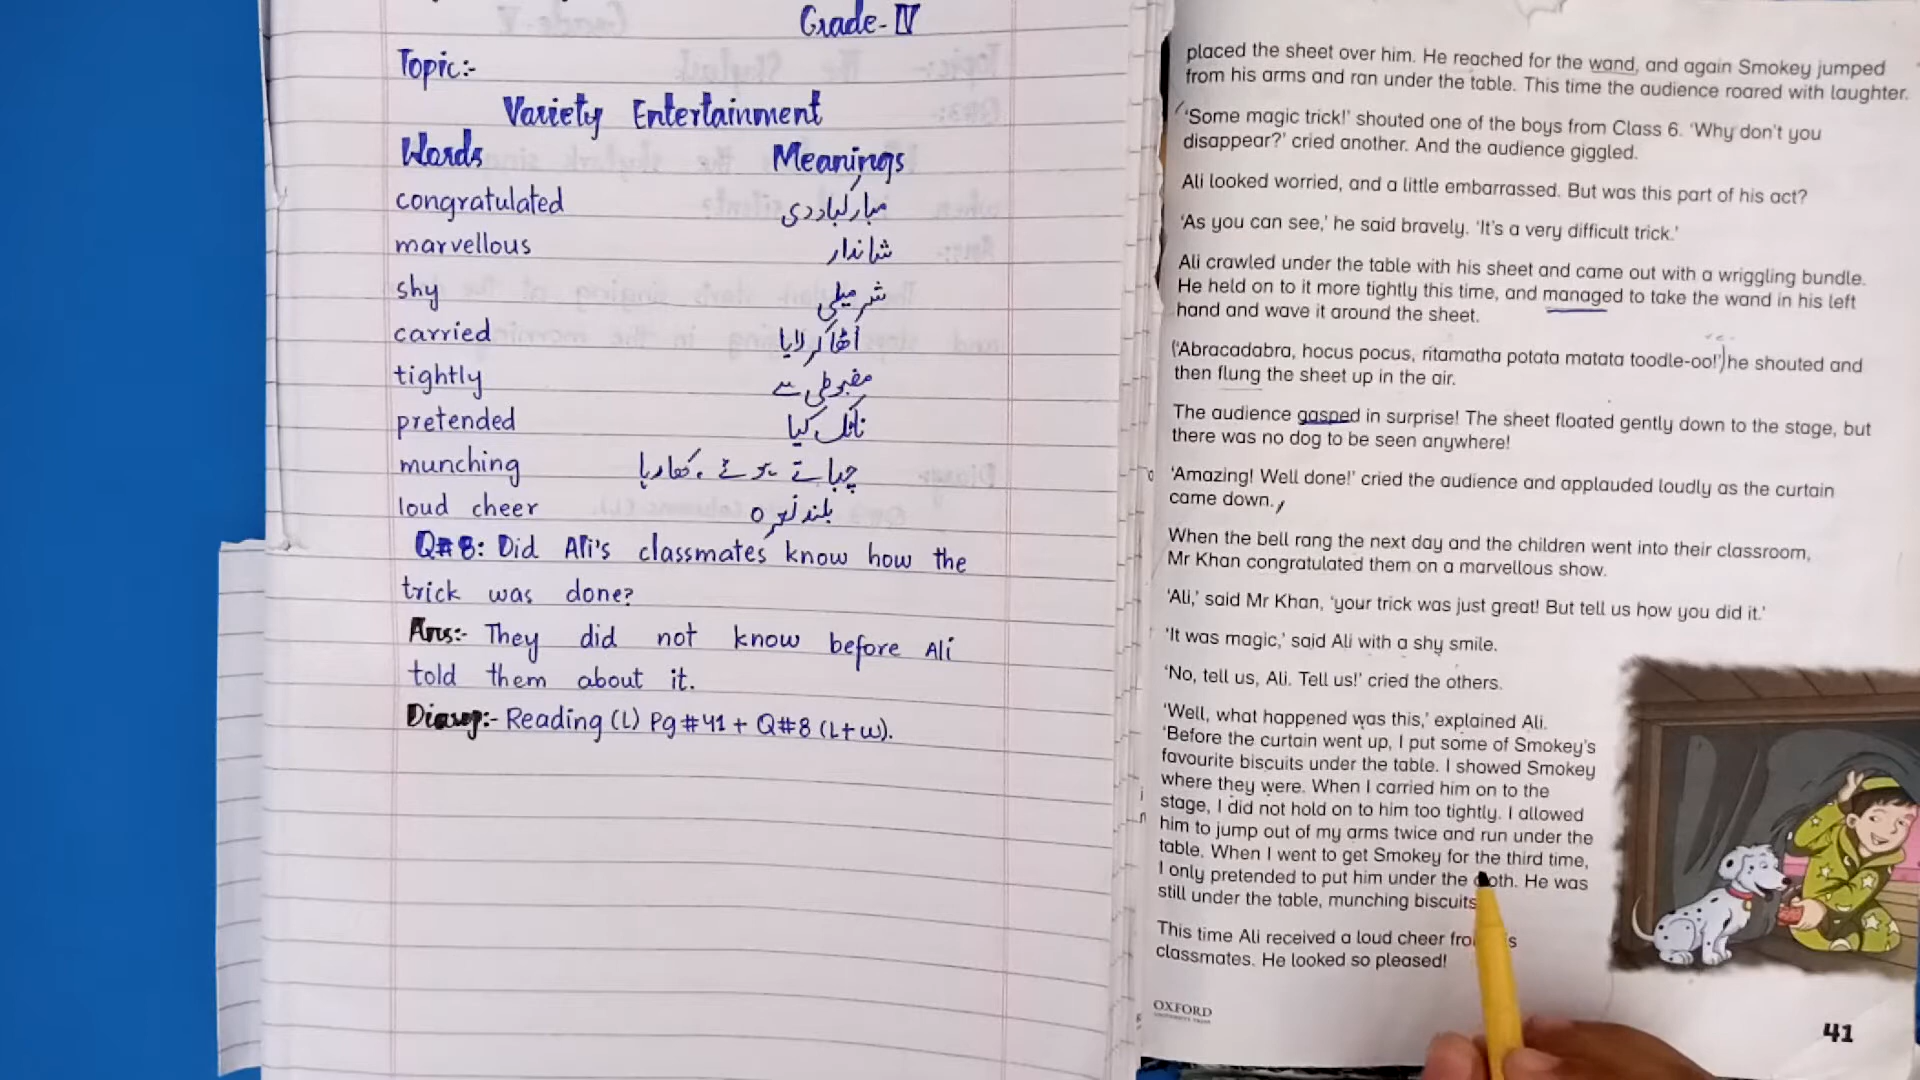 Grade-IV
Topic:-
Variety Entertainment
Words Meanings
congratulated مبارکباد دی
marvellous شاندار
shy شرمیلی
carried اُٹھا کر لایا
tightly مضبوطی سے
pretended ناٹک کیا
munching چباتے ہوئے ، کھا رہا
loud cheer بلند نعرہ
Q#8: Did Ali's classmates know how the
trick was done?
Ans:- They did not know before Ali
told them about it.
Diary:- Reading (L) Pg#41 + Q#8 (L+w).
placed the sheet over him. He reached for the wand, and again Smokey jumped
from his arms and ran under the table. This time the audience roared with laughter.
‘Some magic trick!’ shouted one of the boys from Class 6. ‘Why don’t you
disappear?’ cried another. And the audience giggled.
Ali looked worried, and a little embarrassed. But was this part of his act?
‘As you can see,’ he said bravely. ‘It’s a very difficult trick.’
Ali crawled under the table with his sheet and came out with a wriggling bundle.
He held on to it more tightly this time, and managed to take the wand in his left
hand and wave it around the sheet.
(‘Abracadabra, hocus pocus, ritamatha potata matata toodle-oo!’) he shouted and
then flung the sheet up in the air.
The audience gasped in surprise! The sheet floated gently down to the stage, but
there was no dog to be seen anywhere!
‘Amazing! Well done!’ cried the audience and applauded loudly as the curtain
came down.
When the bell rang the next day and the children went into their classroom,
Mr Khan congratulated them on a marvellous show.
‘Ali,’ said Mr Khan, ‘your trick was just great! But tell us how you did it.’
‘It was magic,’ said Ali with a shy smile.
‘No, tell us, Ali. Tell us!’ cried the others.
‘Well, what happened was this,’ explained Ali.
‘Before the curtain went up, I put some of Smokey’s
favourite biscuits under the table. I showed Smokey
where they were. When I carried him on to the
stage, I did not hold on to him too tightly. I allowed
him to jump out of my arms twice and run under the
table. When I went to get Smokey for the third time,
I only pretended to put him under the cloth. He was
still under the table, munching biscuits
This time Ali received a loud cheer from his
classmates. He looked so pleased!
OXFORD
UNIVERSITY PRESS
41